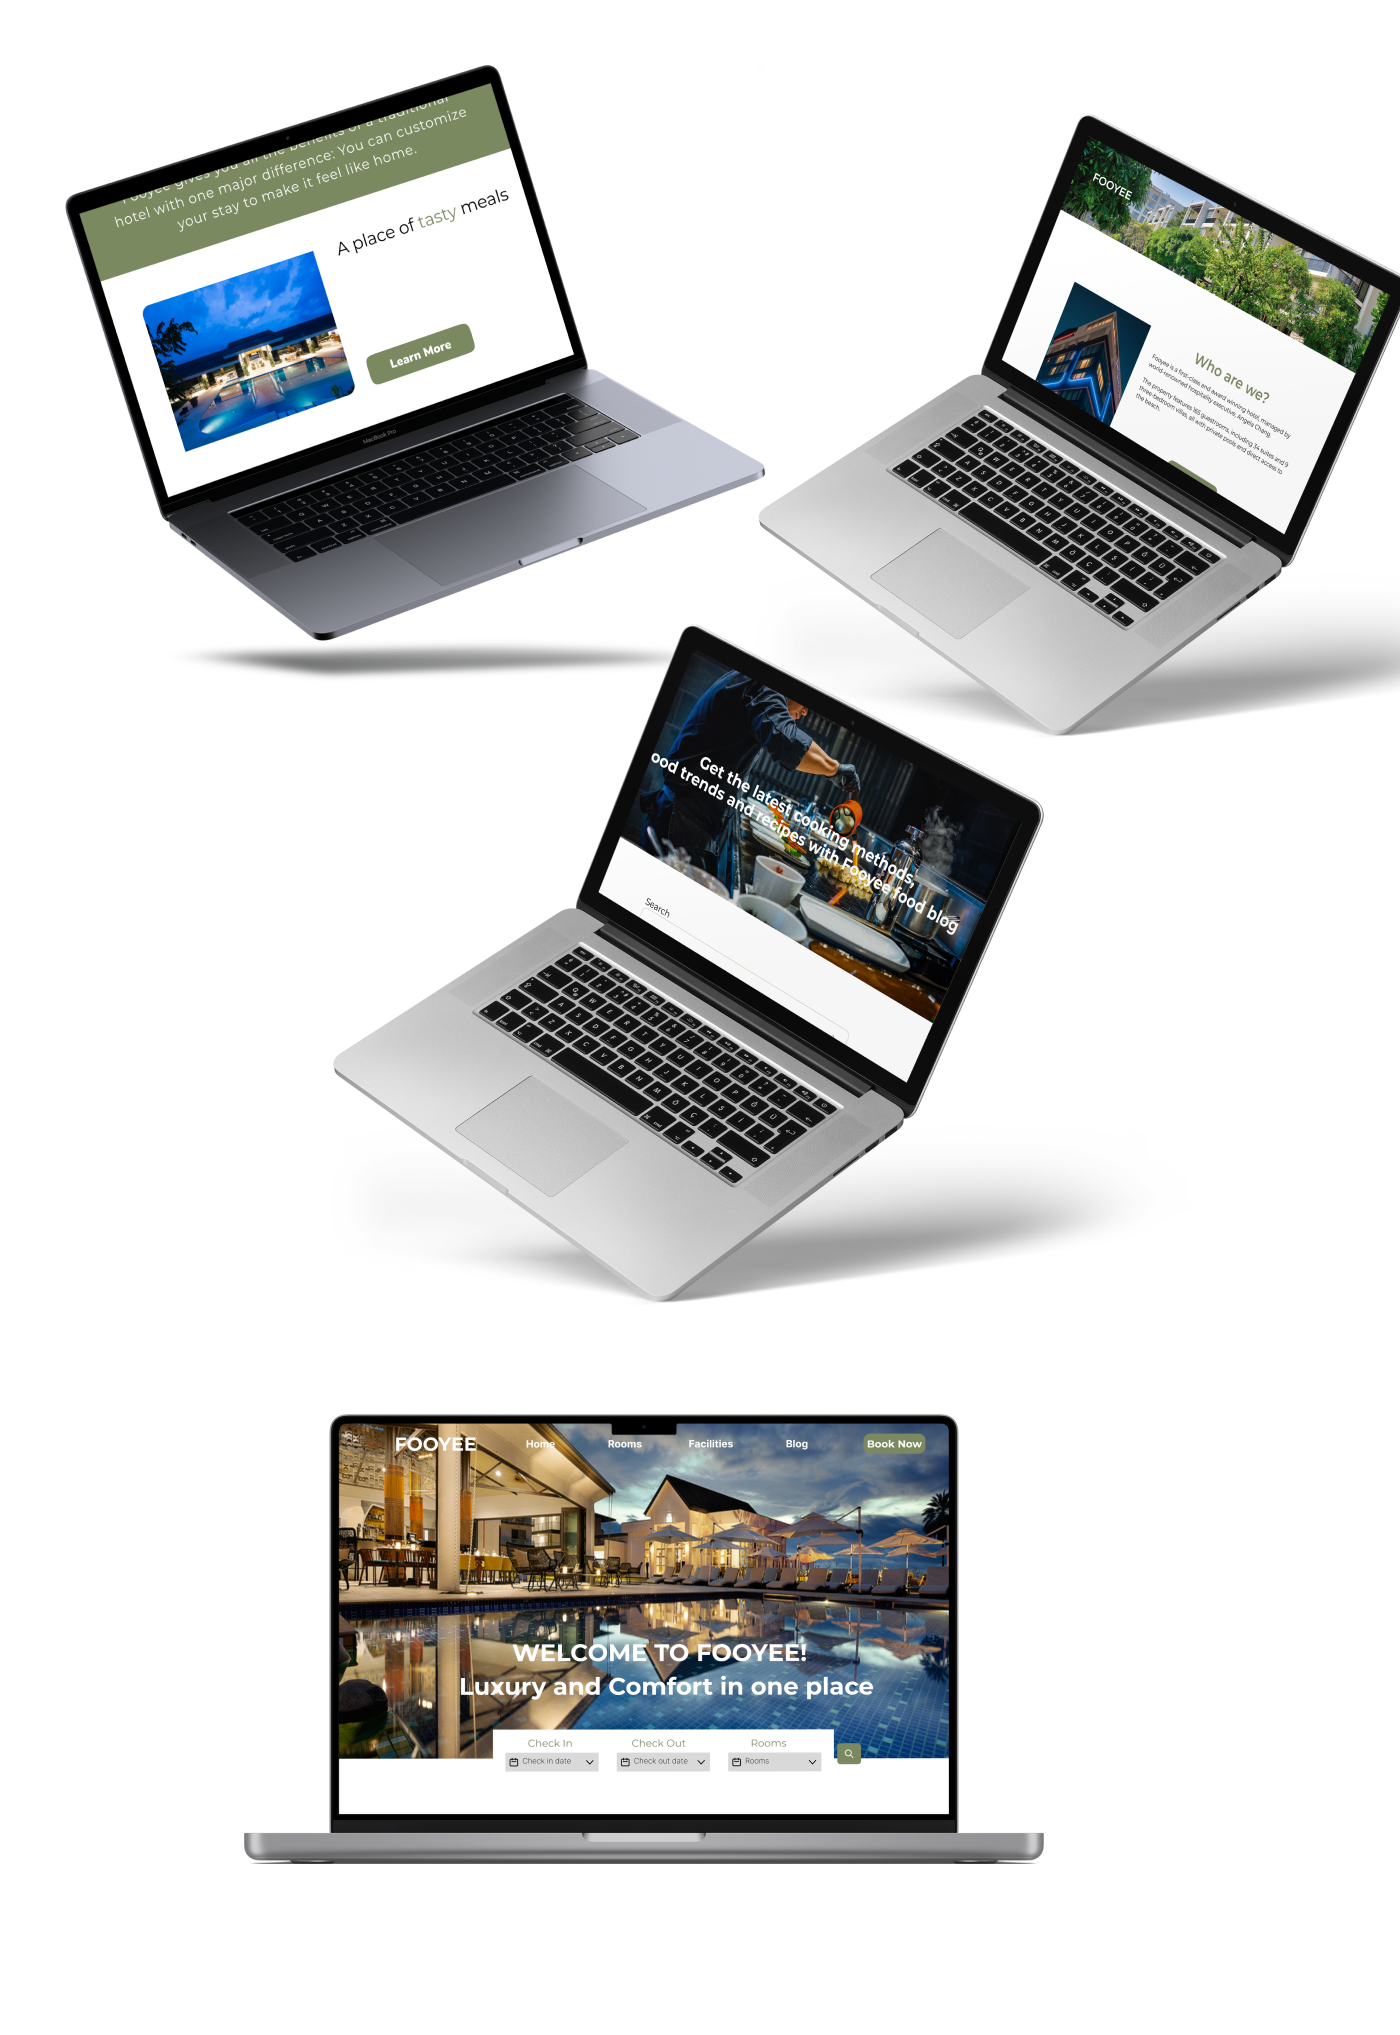 Fooyee gives you all the benefits of a traditional
hotel with one major difference: You can customize
your stay to make it feel like home.
A place of tasty meals
Learn More
MacBook Pro
FOOYEE
Who are we?
Fooyee is a first-class and award winning hotel, managed by
world-renowned hospitality executive, Angela Chang.
The property features 165 guestrooms, including 34 suites and 9
three-bedroom villas, all with private pools and direct access to
the beach.
Get the latest cooking methods,
ood trends and recipes with Fooyee food blog
Search
FOOYEE
Home
Rooms
Facilities
Blog
Book Now
WELCOME TO FOOYEE!
Luxury and Comfort in one place
Check In
Check Out
Rooms
Check in date
Check out date
Rooms